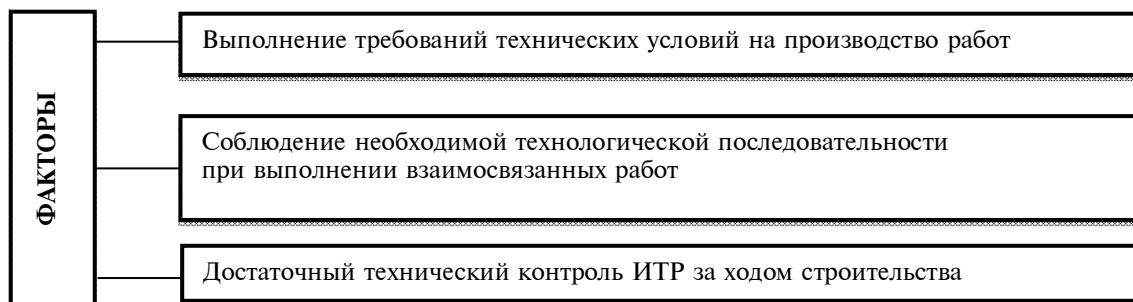 ФАКТОРЫ
Выполнение требований технических условий на производство работ
Соблюдение необходимой технологической последовательности
при выполнении взаимосвязанных работ
Достаточный технический контроль ИТР за ходом строительства